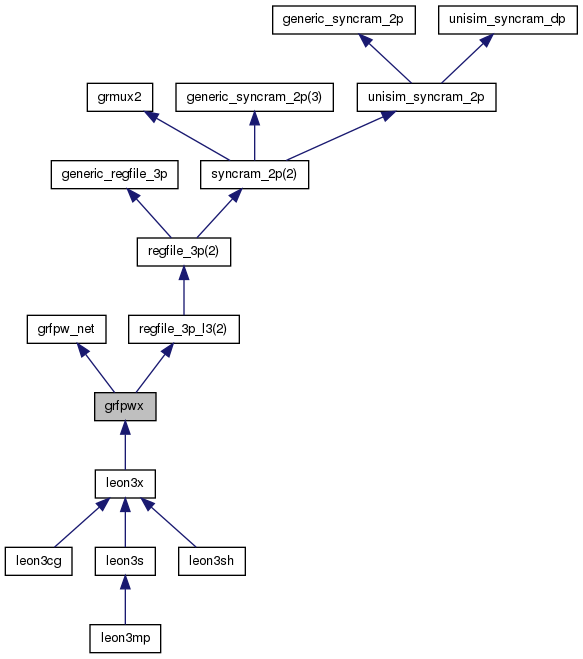 generic_syncram_2p
unisim_syncram_dp
grmux2
generic_syncram_2p(3)
unisim_syncram_2p
generic_regfile_3p
syncram_2p(2)
regfile_3p(2)
grfpw_net
regfile_3p_l3(2)
grfpwx
leon3x
leon3cg
leon3s
leon3sh
leon3mp